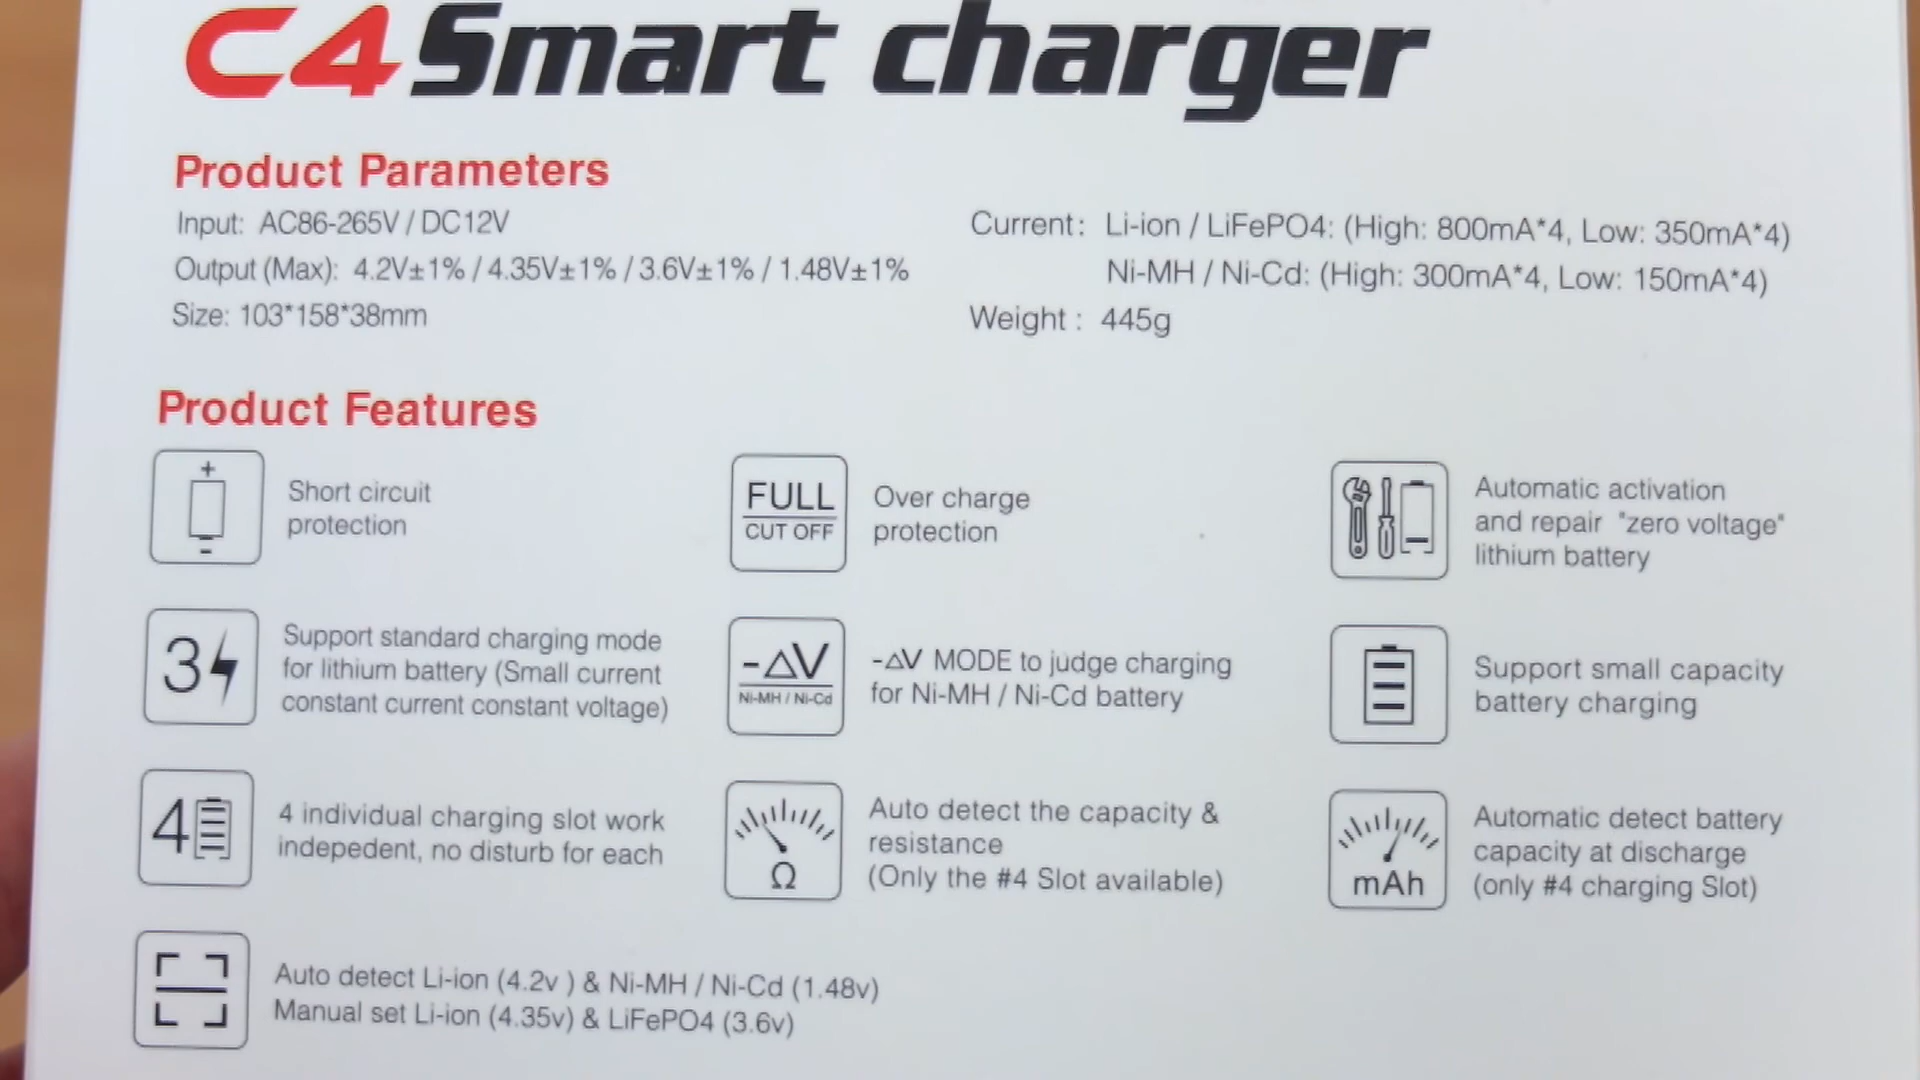 C4 Smart charger
Product Parameters
Input: AC86-265V / DC12V
Output (Max): 4.2V±1% / 4.35V±1% / 3.6V±1% / 1.48V±1%
Size: 103*158*38mm
Current: Li-ion / LiFePO4: (High: 800mA*4, Low: 350mA*4)
Ni-MH / Ni-Cd: (High: 300mA*4, Low: 150mA*4)
Weight : 445g
Product Features
+
-
Short circuit
protection
FULL
CUT OFF
Over charge
protection
Automatic activation
and repair "zero voltage"
lithium battery
3
Support standard charging mode
for lithium battery (Small current
constant current constant voltage)
-△V
Ni-MH / Ni-Cd
-△V MODE to judge charging
for Ni-MH / Ni-Cd battery
Support small capacity
battery charging
4
4 individual charging slot work
indepedent, no disturb for each
Ω
Auto detect the capacity &
resistance
(Only the #4 Slot available)
mAh
Automatic detect battery
capacity at discharge
(only #4 charging Slot)
Auto detect Li-ion (4.2v ) & Ni-MH / Ni-Cd (1.48v)
Manual set Li-ion (4.35v) & LiFePO4 (3.6v)